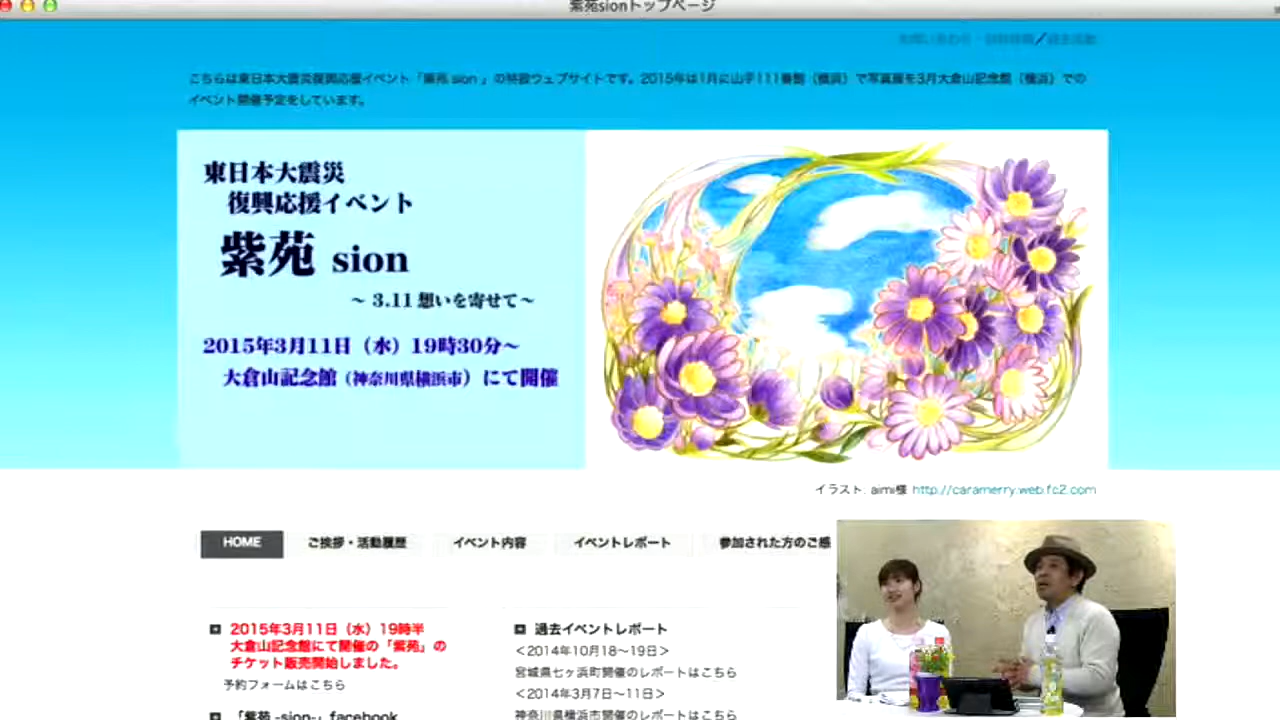 紫苑sionトップページ
こちらは東日本大震災復興応援イベント「紫苑 sion 」の特設ウェブサイトです。2015年は1月に山手111番館（横浜）で写真展を3月大倉山記念館（横浜）での
イベント開催予定をしています。
東日本大震災
復興応援イベント
紫苑 sion
〜 3.11 想いを寄せて〜
2015年3月11日（水）19時30分〜
大倉山記念館（神奈川県横浜市）にて開催
イラスト: aimi様 http://caramerry.web.fc2.com
HOME ご挨拶・活動履歴 イベント内容 イベントレポート 参加された方のご感
2015年3月11日（水）19時半
大倉山記念館にて開催の「紫苑」の
チケット販売開始しました。
予約フォームはこちら
「紫苑 -sion-」facebook
過去イベントレポート
＜2014年10月18〜19日＞
宮城県七ヶ浜町開催のレポートはこちら
＜2014年3月7日〜11日＞
神奈川県横浜市開催のレポートはこちら